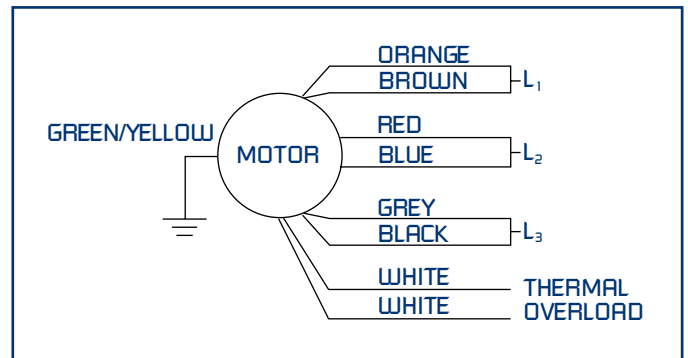 ORANGE
BROWN
L₁
GREEN/YELLOW
RED
MOTOR
BLUE
L₂
GREY
BLACK
L₃
WHITE
WHITE
THERMAL
OVERLOAD